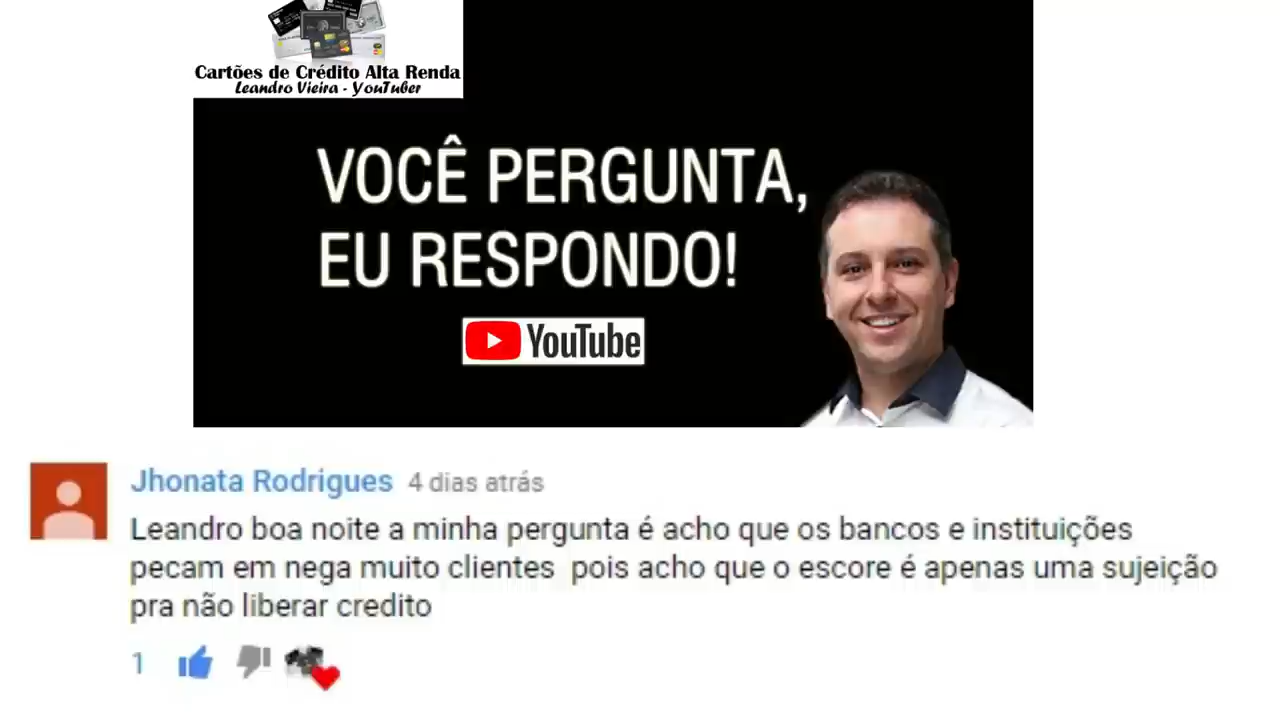 Cartões de Crédito Alta Renda
Leandro Vieira - YouTuber
VOCÊ PERGUNTA,
EU RESPONDO!
YouTube
Jhonata Rodrigues 4 dias atrás
Leandro boa noite a minha pergunta é acho que os bancos e instituições
pecam em nega muito clientes pois acho que o escore é apenas uma sujeição
pra não liberar credito
1